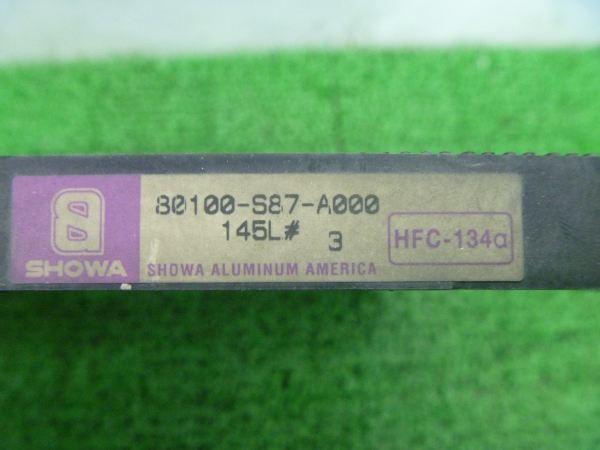 80100-S87-A000
145L# 3
HFC-134a
SHOWA
SHOWA ALUMINUM AMERICA